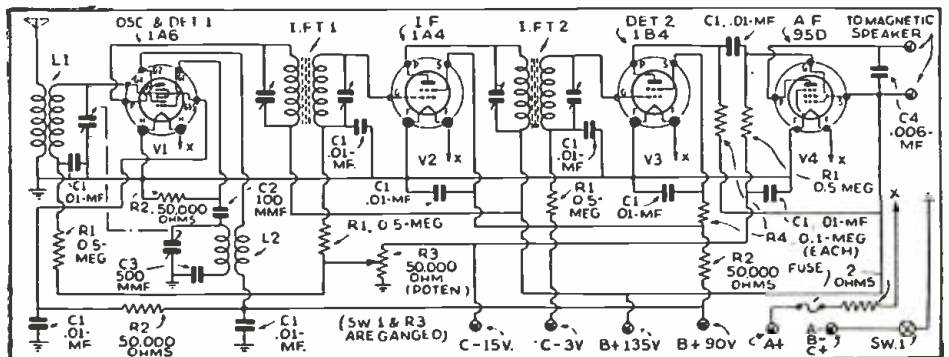 OSC & DET 1
1A6
I.FT 1
I F
1A4
I.FT 2
DET 2
1B4
C1, .01-MF
A F
95D
TO MAGNETIC
SPEAKER
L1
V1
X
V2
X
V3
X
V4
X
C4
.006-
MF
C1
.01-MF
R2, 50,000
OHMS
C2
100
MMF
C1
.01-
MF.
C1
.01-MF
C1
.01-
MF
C1
.01-MF
R1
0.5 MEG
R1
0.5-
MEG
C3
500
MMF
L2
R1, 0.5-MEG
R3
50,000
OHM
(POTEN)
R1
0.5-
MEG
R4
C1, .01-MF
0.1-MEG
(EACH)
R2
50,000
OHMS
FUSE
2
OHMS
X
C1
.01-
MF.
R2
50,000
OHMS
C1
.01-
MF.
(SW 1 & R3
ARE GANGED)
C-15V.
C-3V
B+135V
B+90V
A+
A-
B-
C+
SW.1